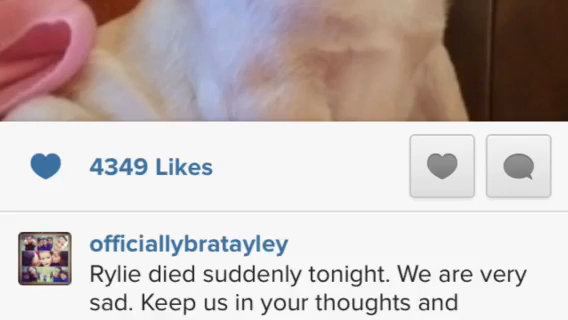 4349 Likes
officiallybratayley
Rylie died suddenly tonight. We are very
sad. Keep us in your thoughts and